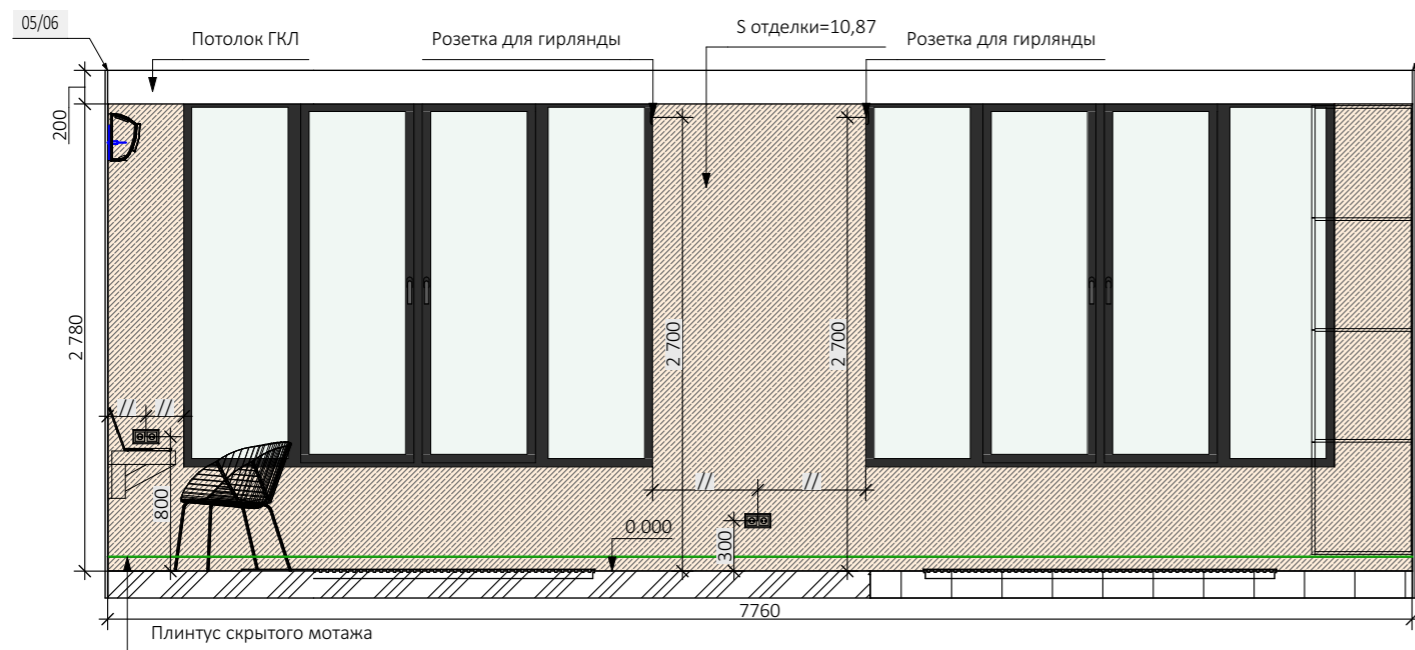 05/06
Потолок ГКЛ
Розетка для гирлянды
S отделки=10,87
Розетка для гирлянды
200
2 780
2 700
2 700
//
//
800
//
//
300
0.000
7760
Плинтус скрытого мотажа